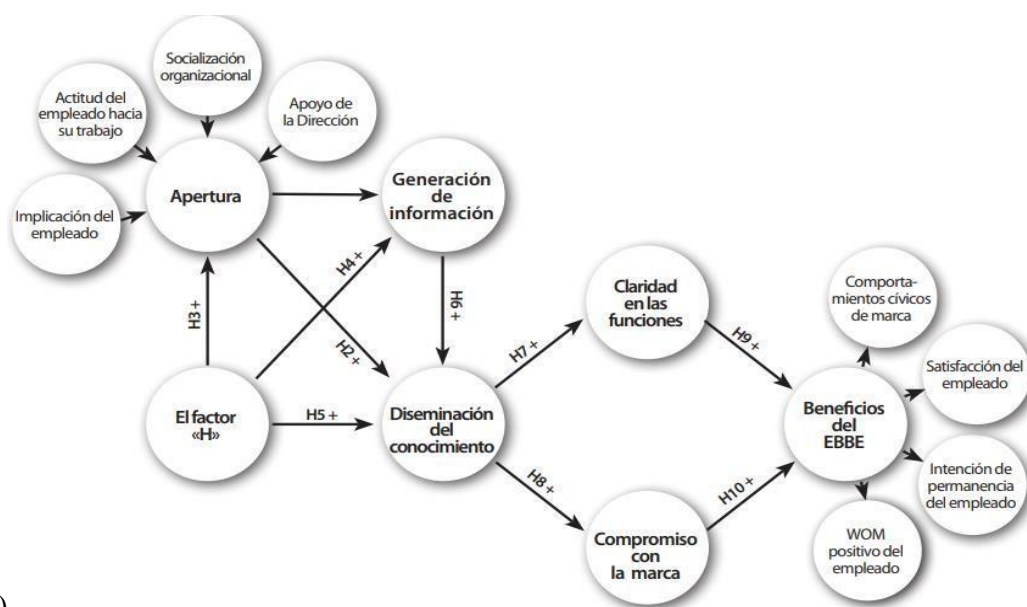 Socialización
organizacional
Actitud del
empleado hacia
su trabajo
Apoyo de
la Dirección
Implicación del
empleado
Apertura
Generación
de
información
H3 +
H4 +
H2 +
H6 +
El factor
«H»
H5 +
Diseminación
del
conocimiento
H7 +
H8 +
Claridad
en las
funciones
Compromiso
con
la marca
H9 +
H10 +
Beneficios
del
EBBE
Comporta-
mientos cívicos
de marca
Satisfacción del
empleado
Intención de
permanencia
del empleado
WOM
positivo del
empleado
)